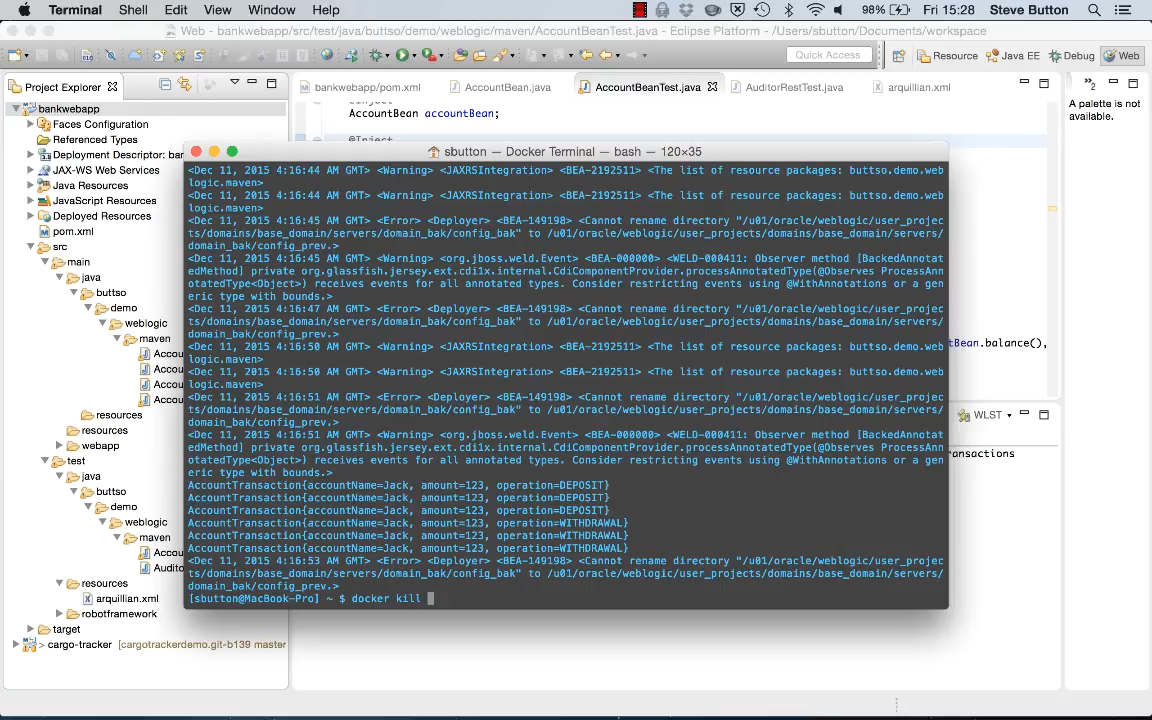 Terminal Shell Edit View Window Help 98% Fri 15:28 Steve Button
Web - bankwebapp/src/test/java/buttso/demo/weblogic/maven/AccountBeanTest.java - Eclipse Platform - /Users/sbutton/Documents/workspace
Quick Access Resource Java EE Debug Web
Project Explorer
bankwebapp/pom.xml AccountBean.java AccountBeanTest.java AuditorRestTest.java arquillian.xml
A palette is not
available.
AccountBean accountBean;
@Inject
tBean.balance(),
WLST
ransactions
bankwebapp
Faces Configuration
Referenced Types
Deployment Descriptor: ban
JAX-WS Web Services
Java Resources
JavaScript Resources
Deployed Resources
pom.xml
src
main
java
buttso
demo
weblogic
maven
Accou
Accou
Accou
Accou
resources
resources
webapp
test
java
buttso
demo
weblogic
maven
Accou
Audito
resources
arquillian.xml
robotframework
target
> cargo-tracker [cargotrackerdemo.git-b139 master
sbutton — Docker Terminal — bash — 120×35
<Dec 11, 2015 4:16:44 AM GMT> <Warning> <JAXRSIntegration> <BEA-2192511> <The list of resource packages: buttso.demo.web
logic.maven>
<Dec 11, 2015 4:16:44 AM GMT> <Warning> <JAXRSIntegration> <BEA-2192511> <The list of resource packages: buttso.demo.web
logic.maven>
<Dec 11, 2015 4:16:45 AM GMT> <Error> <Deployer> <BEA-149198> <Cannot rename directory "/u01/oracle/weblogic/user_projec
ts/domains/base_domain/servers/domain_bak/config_bak" to /u01/oracle/weblogic/user_projects/domains/base_domain/servers/
domain_bak/config_prev.>
<Dec 11, 2015 4:16:45 AM GMT> <Warning> <org.jboss.weld.Event> <BEA-000000> <WELD-000411: Observer method [BackedAnnotat
edMethod] private org.glassfish.jersey.ext.cdi1x.internal.CdiComponentProvider.processAnnotatedType(@Observes ProcessAnn
otatedType<Object>) receives events for all annotated types. Consider restricting events using @WithAnnotations or a gen
eric type with bounds.>
<Dec 11, 2015 4:16:47 AM GMT> <Error> <Deployer> <BEA-149198> <Cannot rename directory "/u01/oracle/weblogic/user_projec
ts/domains/base_domain/servers/domain_bak/config_bak" to /u01/oracle/weblogic/user_projects/domains/base_domain/servers/
domain_bak/config_prev.>
<Dec 11, 2015 4:16:50 AM GMT> <Warning> <JAXRSIntegration> <BEA-2192511> <The list of resource packages: buttso.demo.web
logic.maven>
<Dec 11, 2015 4:16:50 AM GMT> <Warning> <JAXRSIntegration> <BEA-2192511> <The list of resource packages: buttso.demo.web
logic.maven>
<Dec 11, 2015 4:16:51 AM GMT> <Error> <Deployer> <BEA-149198> <Cannot rename directory "/u01/oracle/weblogic/user_projec
ts/domains/base_domain/servers/domain_bak/config_bak" to /u01/oracle/weblogic/user_projects/domains/base_domain/servers/
domain_bak/config_prev.>
<Dec 11, 2015 4:16:51 AM GMT> <Warning> <org.jboss.weld.Event> <BEA-000000> <WELD-000411: Observer method [BackedAnnotat
edMethod] private org.glassfish.jersey.ext.cdi1x.internal.CdiComponentProvider.processAnnotatedType(@Observes ProcessAnn
otatedType<Object>) receives events for all annotated types. Consider restricting events using @WithAnnotations or a gen
eric type with bounds.>
AccountTransaction{accountName=Jack, amount=123, operation=DEPOSIT}
AccountTransaction{accountName=Jack, amount=123, operation=DEPOSIT}
AccountTransaction{accountName=Jack, amount=123, operation=DEPOSIT}
AccountTransaction{accountName=Jack, amount=123, operation=WITHDRAWAL}
AccountTransaction{accountName=Jack, amount=123, operation=WITHDRAWAL}
AccountTransaction{accountName=Jack, amount=123, operation=WITHDRAWAL}
<Dec 11, 2015 4:16:53 AM GMT> <Error> <Deployer> <BEA-149198> <Cannot rename directory "/u01/oracle/weblogic/user_projec
ts/domains/base_domain/servers/domain_bak/config_bak" to /u01/oracle/weblogic/user_projects/domains/base_domain/servers/
domain_bak/config_prev.>
[sbutton@MacBook-Pro] ~ $ docker kill